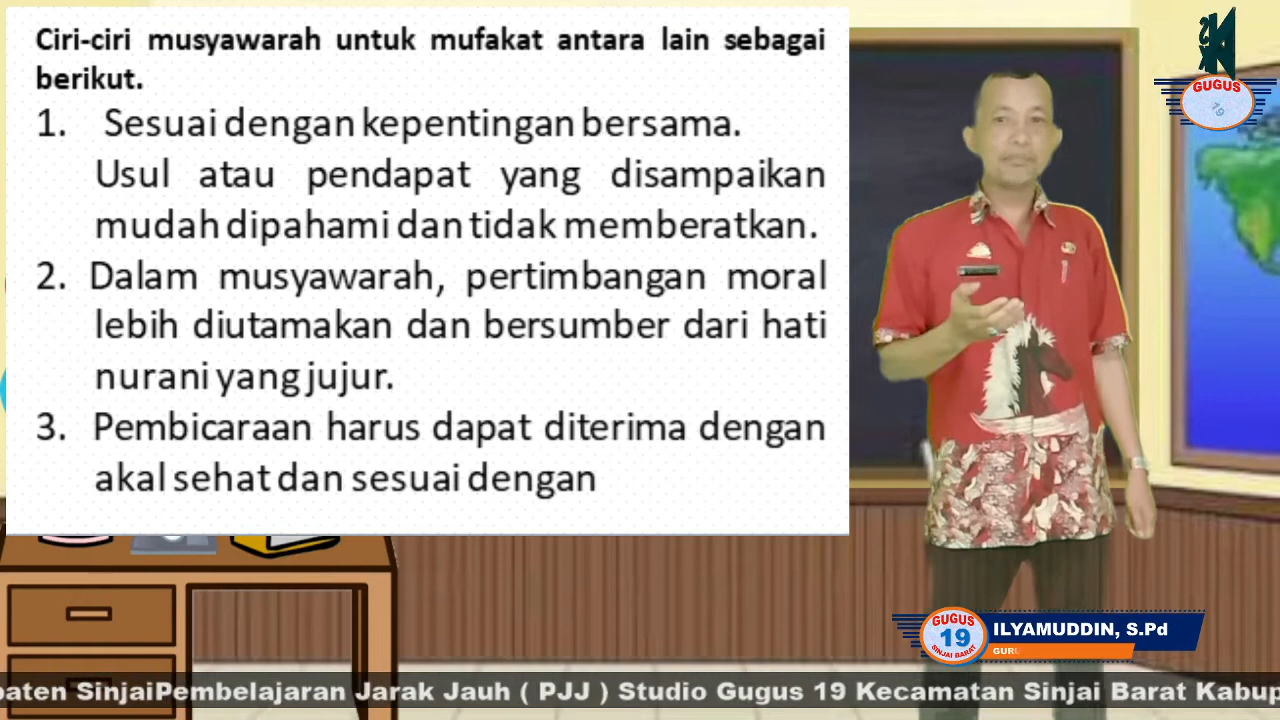 Ciri-ciri musyawarah untuk mufakat antara lain sebagai
berikut.
1. Sesuai dengan kepentingan bersama.
Usul atau pendapat yang disampaikan
mudah dipahami dan tidak memberatkan.
2. Dalam musyawarah, pertimbangan moral
lebih diutamakan dan bersumber dari hati
nurani yang jujur.
3. Pembicaraan harus dapat diterima dengan
akal sehat dan sesuai dengan
GUGUS
19
GUGUS
19
SINJAI BARAT
ILYAMUDDIN, S.Pd
GURU
paten SinjaiPembelajaran Jarak Jauh ( PJJ ) Studio Gugus 19 Kecamatan Sinjai Barat Kabup